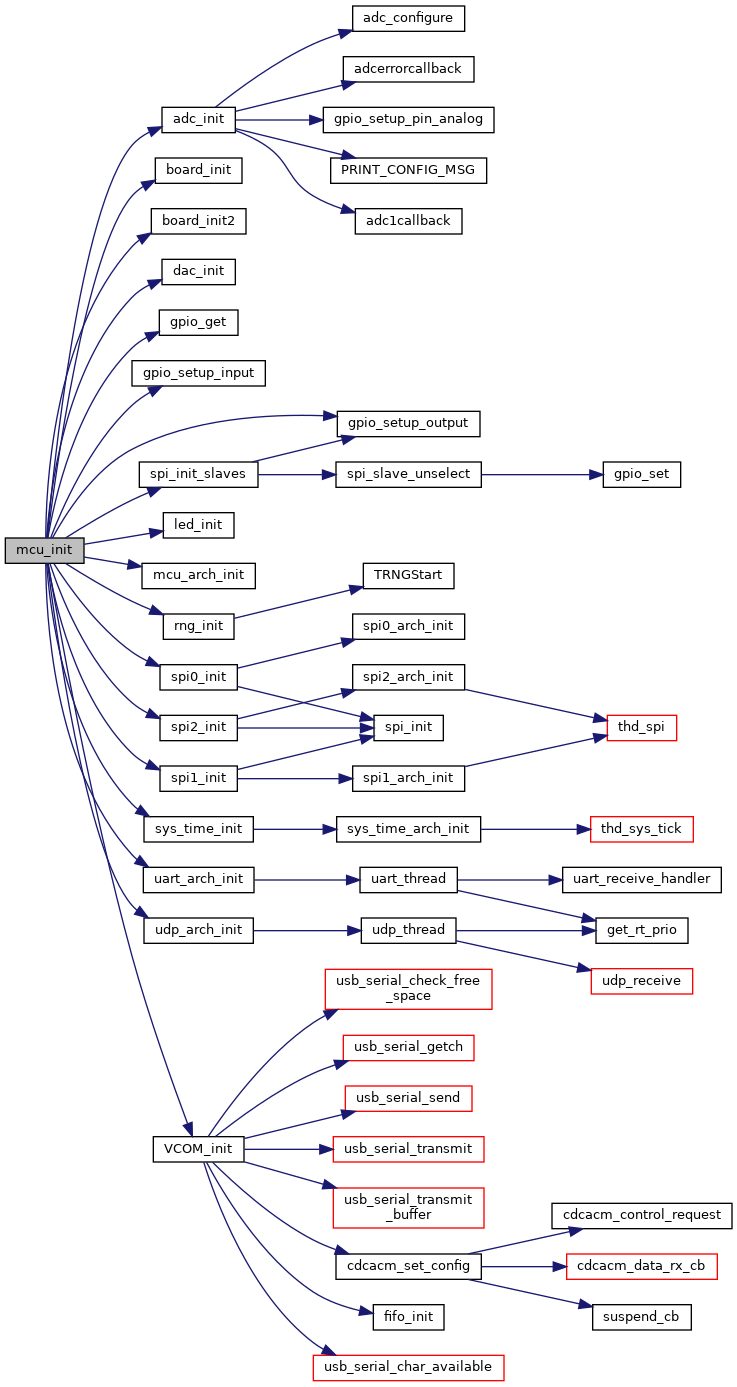 adc_configure
adcerrorcallback
adc_init
gpio_setup_pin_analog
PRINT_CONFIG_MSG
board_init
adc1callback
board_init2
dac_init
gpio_get
gpio_setup_input
gpio_setup_output
spi_init_slaves
spi_slave_unselect
gpio_set
led_init
mcu_init
mcu_arch_init
TRNGStart
rng_init
spi0_arch_init
spi0_init
spi2_arch_init
spi2_init
spi_init
thd_spi
spi1_init
spi1_arch_init
sys_time_init
sys_time_arch_init
thd_sys_tick
uart_arch_init
uart_thread
uart_receive_handler
udp_arch_init
udp_thread
get_rt_prio
udp_receive
usb_serial_check_free
_space
usb_serial_getch
usb_serial_send
VCOM_init
usb_serial_transmit
usb_serial_transmit
_buffer
cdcacm_control_request
cdcacm_set_config
cdcacm_data_rx_cb
fifo_init
suspend_cb
usb_serial_char_available